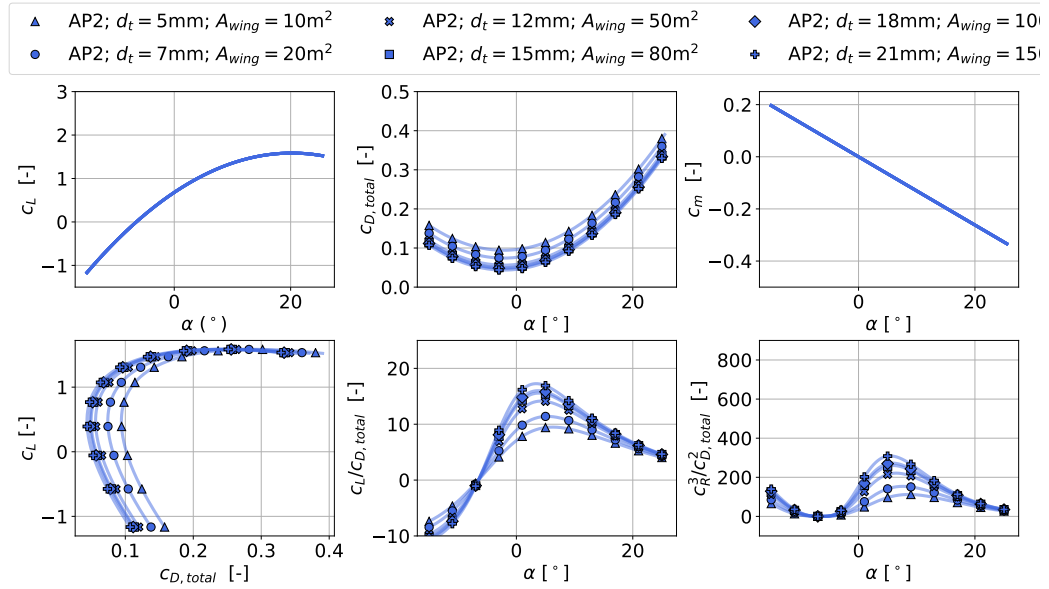 AP2; d_t = 5mm; A_wing = 10m² AP2; d_t = 12mm; A_wing = 50m² AP2; d_t = 18mm; A_wing = 100
AP2; d_t = 7mm; A_wing = 20m² AP2; d_t = 15mm; A_wing = 80m² AP2; d_t = 21mm; A_wing = 150
3
2
1
0
−1
c_L [-]
0 20
α (°)
0.5
0.4
0.3
0.2
0.1
0.0
c_D,total [-]
0 20
α [°]
0.2
0.0
−0.2
−0.4
c_m [-]
0 20
α [°]
1
0
−1
c_L [-]
0.1 0.2 0.3 0.4
c_D,total [-]
20
10
0
−10
c_L/c_D,total [-]
0 20
α [°]
800
600
400
200
0
c_R³/c_D,total² [-]
0 20
α [°]